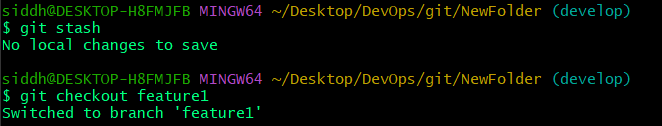 siddh@DESKTOP-H8FMJFB MINGW64 ~/Desktop/DevOps/git/NewFolder (develop)
$ git stash
No local changes to save
siddh@DESKTOP-H8FMJFB MINGW64 ~/Desktop/DevOps/git/NewFolder (develop)
$ git checkout feature1
Switched to branch 'feature1'